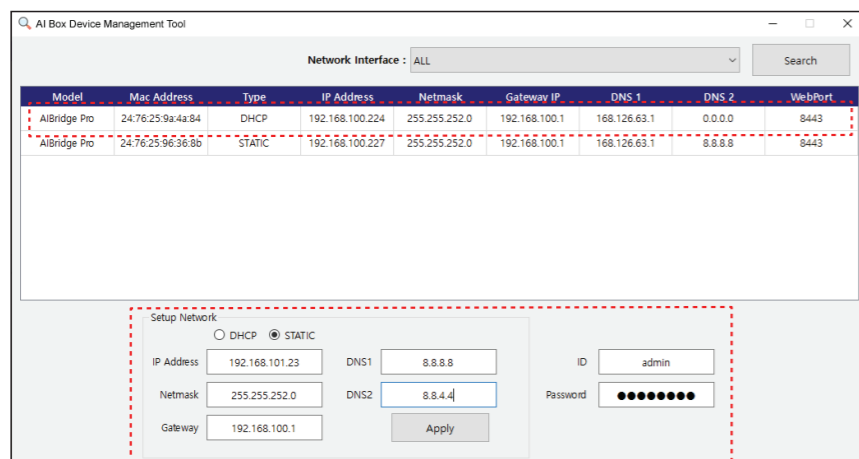 AI Box Device Management Tool
Network Interface : ALL Search
Model Mac Address Type IP Address Netmask Gateway IP DNS 1 DNS 2 WebPort
AIBridge Pro 24:76:25:9a:4a:84 DHCP 192.168.100.224 255.255.252.0 192.168.100.1 168.126.63.1 0.0.0.0 8443
AIBridge Pro 24:76:25:96:36:8b STATIC 192.168.100.227 255.255.252.0 192.168.100.1 168.126.63.1 8.8.8.8 8443
Setup Network
DHCP STATIC
IP Address 192.168.101.23 DNS1 8.8.8.8 ID admin
Netmask 255.255.252.0 DNS2 8.8.4.4 Password ●●●●●●●●
Gateway 192.168.100.1 Apply